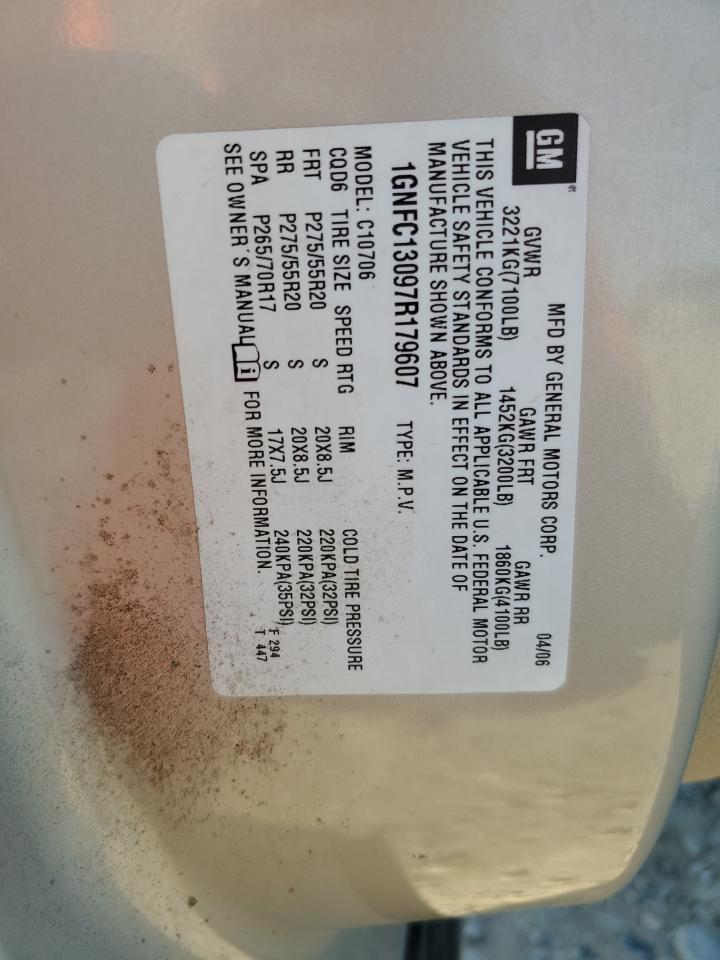 GM®
MFD BY GENERAL MOTORS CORP. 04/06
GVWR GAWR FRT GAWR RR
3221KG(7100LB) 1452KG(3200LB) 1860KG(4100LB)
THIS VEHICLE CONFORMS TO ALL APPLICABLE U.S. FEDERAL MOTOR
VEHICLE SAFETY STANDARDS IN EFFECT ON THE DATE OF
MANUFACTURE SHOWN ABOVE.
1GNFC13097R179607 TYPE: M.P.V.
MODEL: C10706
CQD6 TIRE SIZE SPEED RTG RIM COLD TIRE PRESSURE
FRT P275/55R20 S 20X8.5J 220KPA(32PSI)
RR P275/55R20 S 20X8.5J 220KPA(32PSI)
SPA P265/70R17 S 17X7.5J 240KPA(35PSI)
SEE OWNER'S MANUAL i FOR MORE INFORMATION.
F 294
T 447